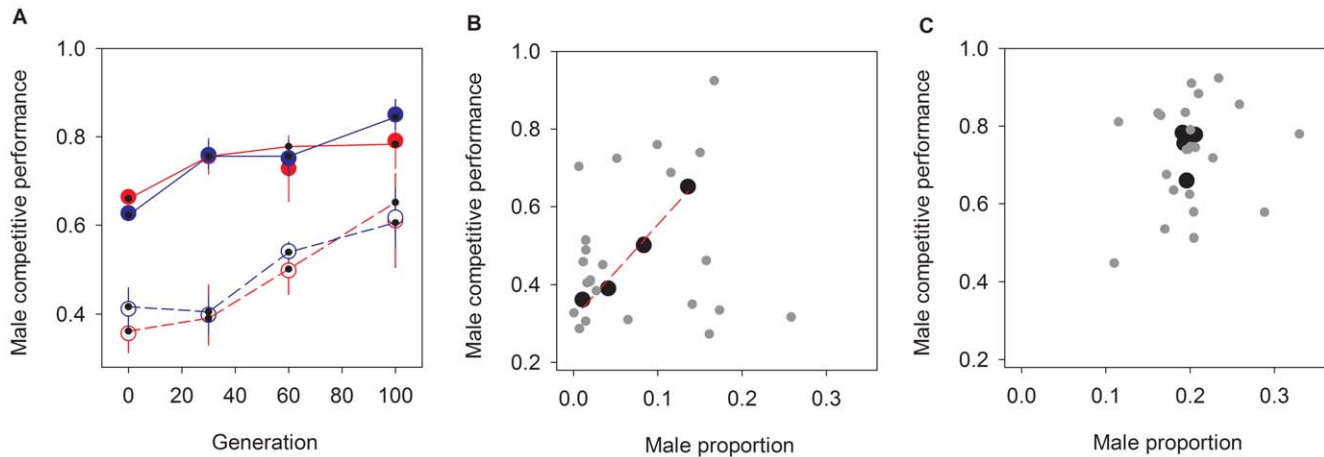 A
Male competitive performance
1.0
0.8
0.6
0.4
0 20 40 60 80 100
Generation
B
Male competitive performance
1.0
0.8
0.6
0.4
0.2
0.0 0.1 0.2 0.3
Male proportion
C
Male competitive performance
1.0
0.8
0.6
0.4
0.2
0.0 0.1 0.2 0.3
Male proportion